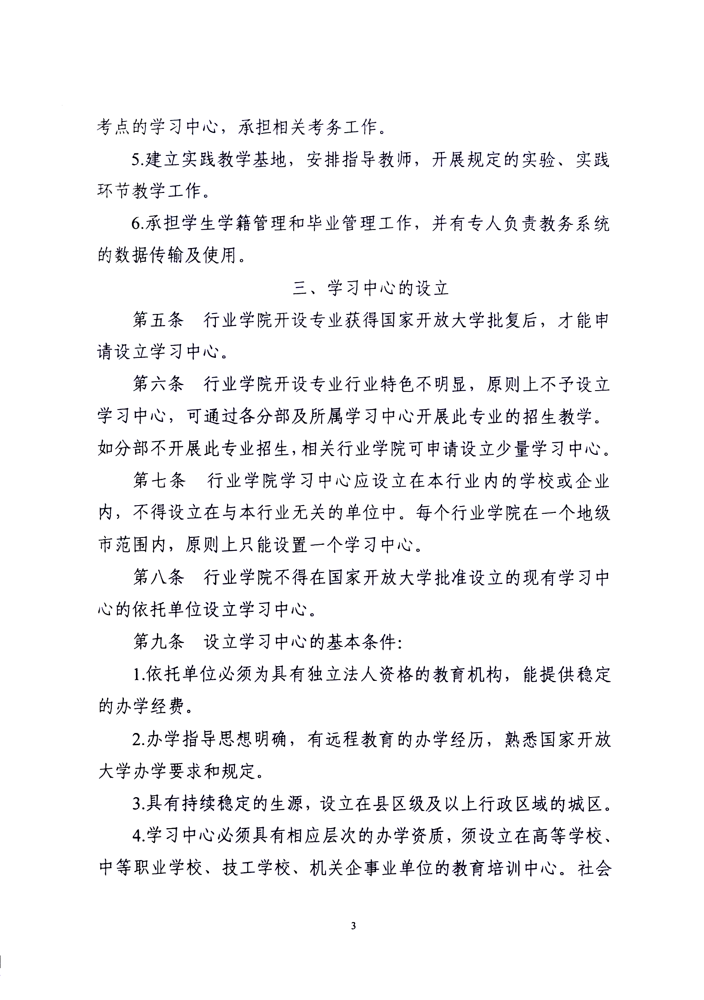 考点的学习中心，承担相关考务工作。
5.建立实践教学基地，安排指导教师，开展规定的实验、实践
环节教学工作。
6.承担学生学籍管理和毕业管理工作，并有专人负责教务系统
的数据传输及使用。
三、学习中心的设立
第五条　行业学院开设专业获得国家开放大学批复后，才能申
请设立学习中心。
第六条　行业学院开设专业行业特色不明显，原则上不予设立
学习中心，可通过各分部及所属学习中心开展此专业的招生教学。
如分部不开展此专业招生，相关行业学院可申请设立少量学习中心。
第七条　行业学院学习中心应设立在本行业内的学校或企业
内，不得设立在与本行业无关的单位中。每个行业学院在一个地级
市范围内，原则上只能设置一个学习中心。
第八条　行业学院不得在国家开放大学批准设立的现有学习中
心的依托单位设立学习中心。
第九条　设立学习中心的基本条件：
1.依托单位必须为具有独立法人资格的教育机构，能提供稳定
的办学经费。
2.办学指导思想明确，有远程教育的办学经历，熟悉国家开放
大学办学要求和规定。
3.具有持续稳定的生源，设立在县区级及以上行政区域的城区。
4.学习中心必须具有相应层次的办学资质，须设立在高等学校、
中等职业学校、技工学校、机关企事业单位的教育培训中心。社会
3